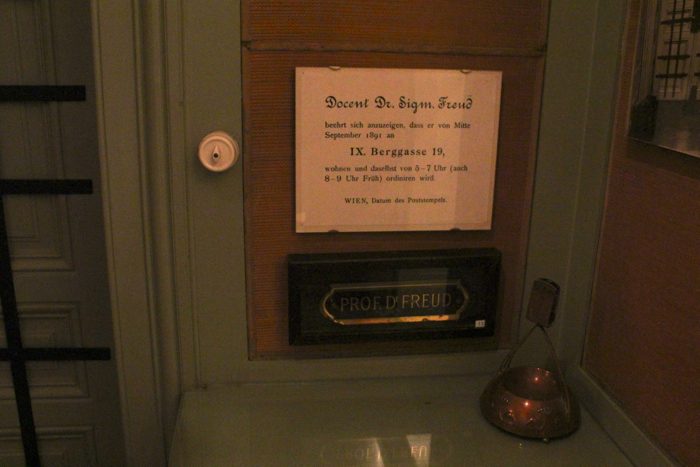 Docent Dr. Sigm. Freud
beehrt sich anzuzeigen, dass er von Mitte
September 1891 an
IX. Berggasse 19,
wohnen und daselbst von 5–7 Uhr (auch
8–9 Uhr Früh) ordiniren wird.
WIEN, Datum des Poststempels.
PROF. DR FREUD